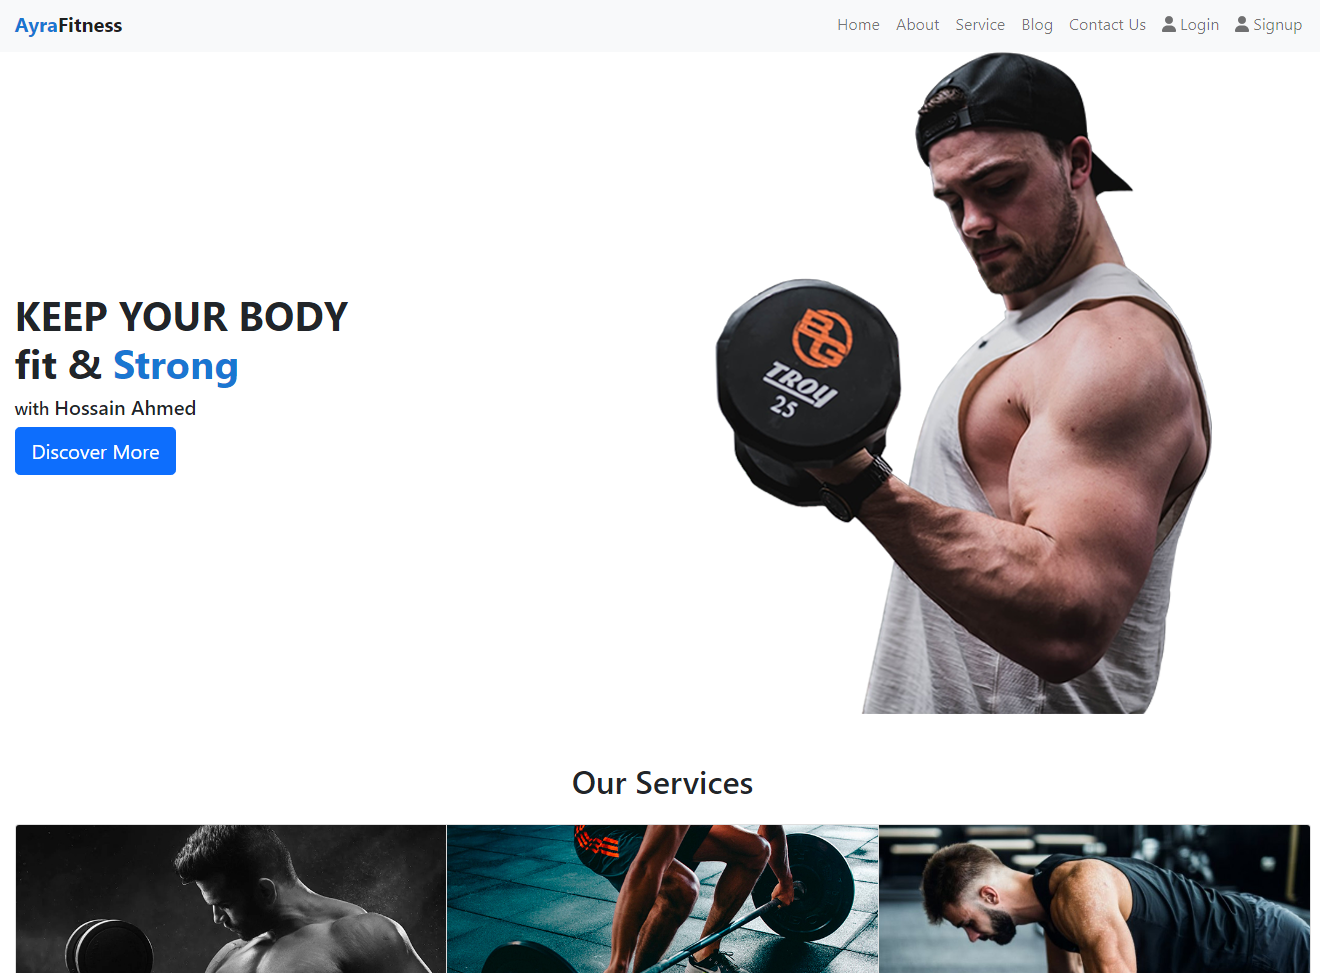 AyraFitness
Home About Service Blog Contact Us Login Signup
KEEP YOUR BODY
fit & Strong
with Hossain Ahmed
Discover More
BG
TROY
25
Our Services